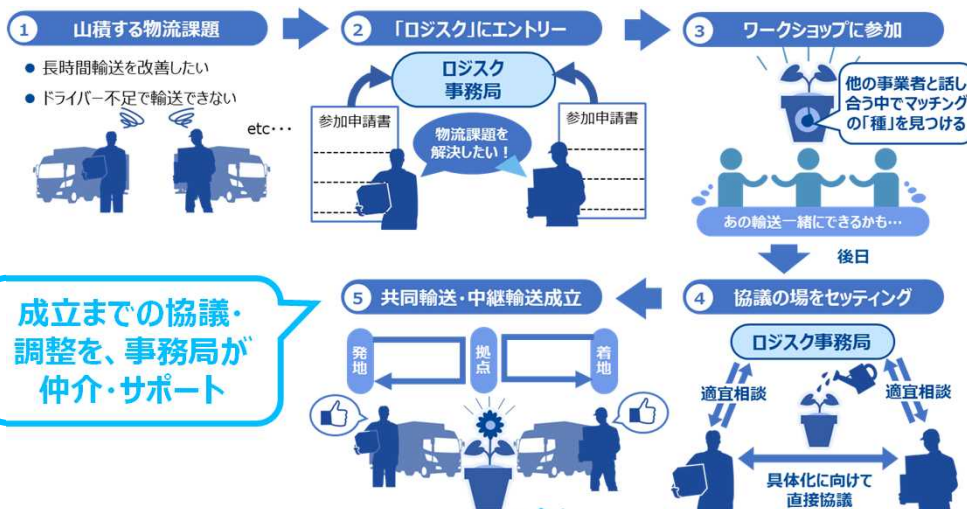 1 山積する物流課題
● 長時間輸送を改善したい
● ドライバー不足で輸送できない
etc…
2 「ロジスク」にエントリー
ロジスク
事務局
参加申請書
参加申請書
物流課題を
解決したい！
3 ワークショップに参加
他の事業者と話し
合う中でマッチング
の「種」を見つける
あの輸送一緒にできるかも…
後日
4 協議の場をセッティング
ロジスク事務局
適宜相談
適宜相談
具体化に向けて
直接協議
5 共同輸送・中継輸送成立
発地
拠点
着地
成立までの協議・
調整を、事務局が
仲介・サポート